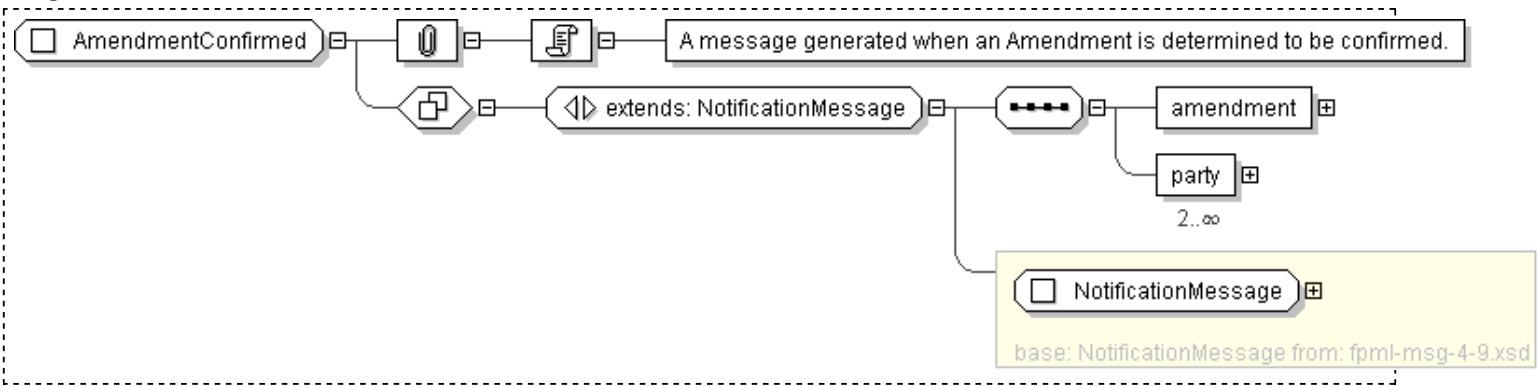 AmendmentConfirmed
A message generated when an Amendment is determined to be confirmed.
extends: NotificationMessage
amendment
party
2..∞
NotificationMessage
base: NotificationMessage from: fpml-msg-4-9.xsd